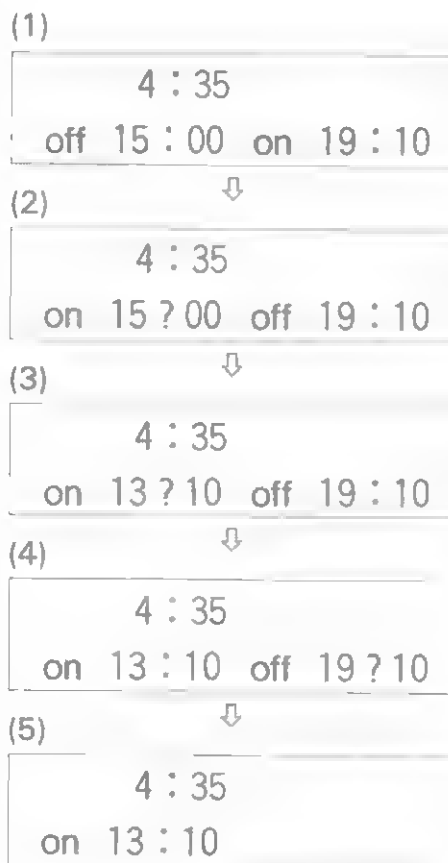 (1)
4 : 35
off 15 : 00 on 19 : 10
⇩
(2)
4 : 35
on 15 ? 00 off 19 : 10
⇩
(3)
4 : 35
on 13 ? 10 off 19 : 10
⇩
(4)
4 : 35
on 13 : 10 off 19 ? 10
⇩
(5)
4 : 35
on 13 : 10